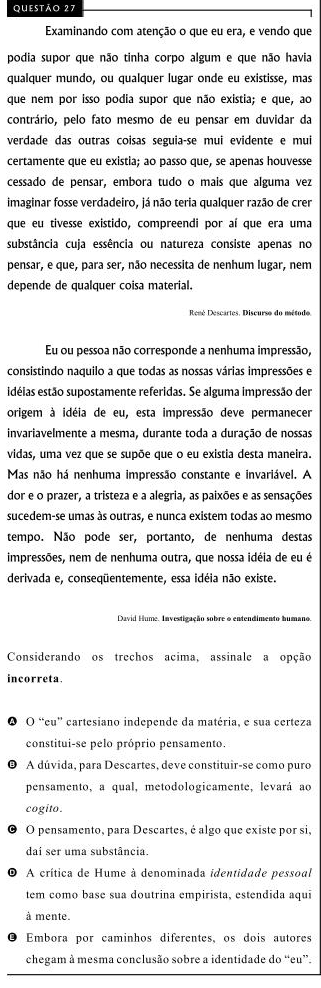 QUESTÃO 27
Examinando com atenção o que eu era, e vendo que
podia supor que não tinha corpo algum e que não havia
qualquer mundo, ou qualquer lugar onde eu existisse, mas
que nem por isso podia supor que não existia; e que, ao
contrário, pelo fato mesmo de eu pensar em duvidar da
verdade das outras coisas seguia-se mui evidente e mui
certamente que eu existia; ao passo que, se apenas houvesse
cessado de pensar, embora tudo o mais que alguma vez
imaginar fosse verdadeiro, já não teria qualquer razão de crer
que eu tivesse existido, compreendi por aí que era uma
substância cuja essência ou natureza consiste apenas no
pensar, e que, para ser, não necessita de nenhum lugar, nem
depende de qualquer coisa material.
René Descartes. Discurso do método.
Eu ou pessoa não corresponde a nenhuma impressão,
consistindo naquilo a que todas as nossas várias impressões e
idéias estão supostamente referidas. Se alguma impressão der
origem à idéia de eu, esta impressão deve permanecer
invariavelmente a mesma, durante toda a duração de nossas
vidas, uma vez que se supõe que o eu existia desta maneira.
Mas não há nenhuma impressão constante e invariável. A
dor e o prazer, a tristeza e a alegria, as paixões e as sensações
sucedem-se umas às outras, e nunca existem todas ao mesmo
tempo. Não pode ser, portanto, de nenhuma destas
impressões, nem de nenhuma outra, que nossa idéia de eu é
derivada e, conseqüentemente, essa idéia não existe.
David Hume. Investigação sobre o entendimento humano.
Considerando os trechos acima, assinale a opção
incorreta.
A O “eu” cartesiano independe da matéria, e sua certeza
constitui-se pelo próprio pensamento.
B A dúvida, para Descartes, deve constituir-se como puro
pensamento, a qual, metodologicamente, levará ao
cogito.
C O pensamento, para Descartes, é algo que existe por si,
daí ser uma substância.
D A crítica de Hume à denominada identidade pessoal
tem como base sua doutrina empirista, estendida aqui
à mente.
E Embora por caminhos diferentes, os dois autores
chegam à mesma conclusão sobre a identidade do “eu”.